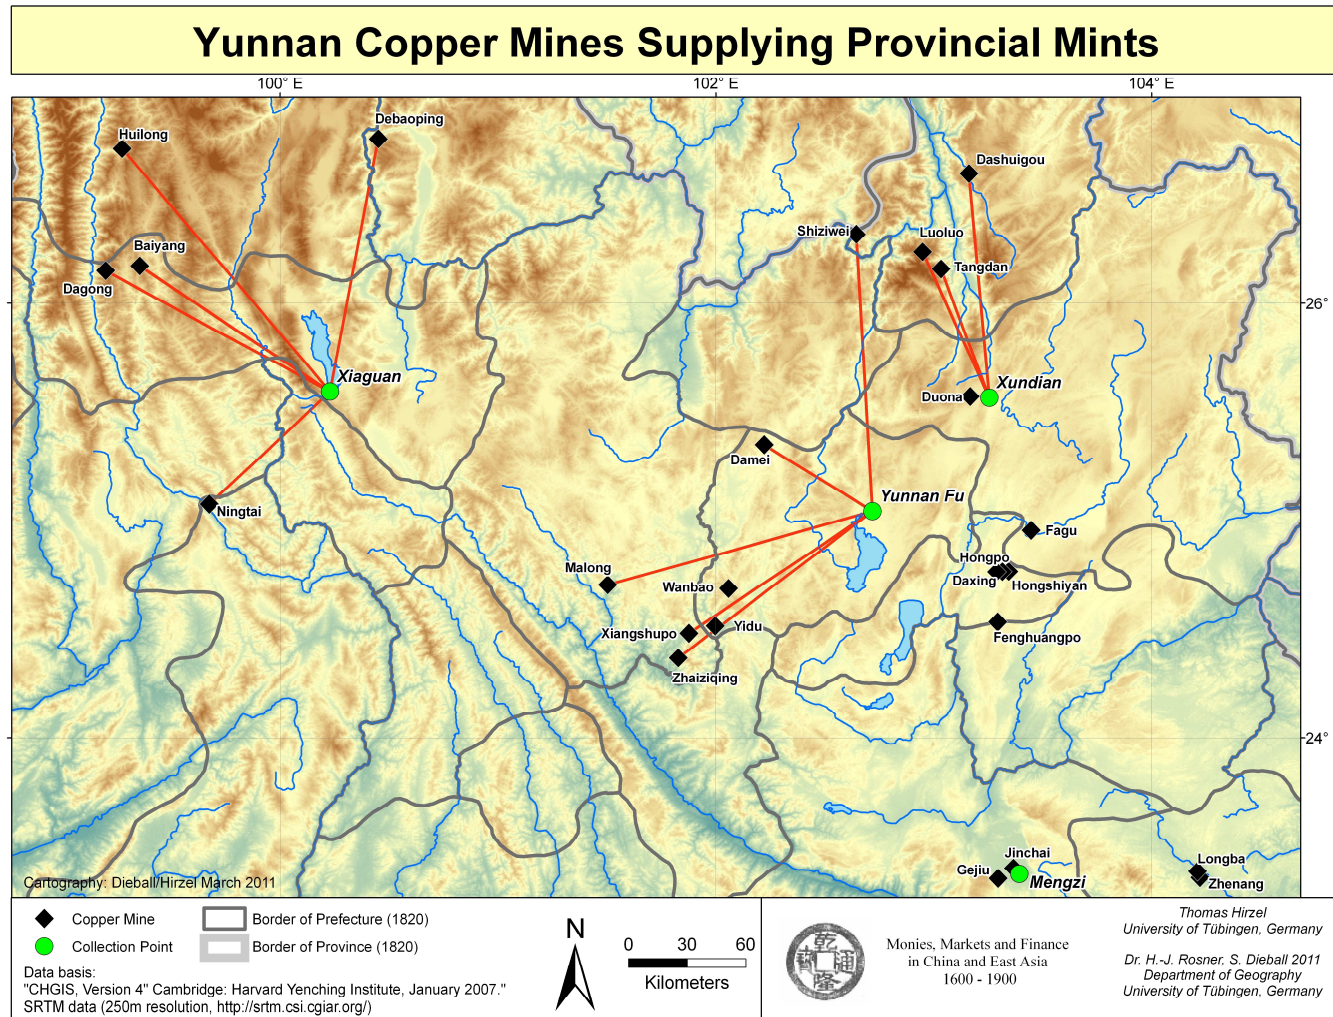 Yunnan Copper Mines Supplying Provincial Mints
100° E
102° E
104° E
Debaoping
Huilong
Dashuigou
Shiziwei
Luoluo
Baiyang
Tangdan
Dagong
26°
Xiaguan
Xundian
Duona
Damei
Yunnan Fu
Ningtai
Fagu
Hongpo
Malong
Daxing
Hongshiyan
Wanbao
Xiangshupo
Yidu
Fenghuangpo
Zhaiziqing
24°
Jinchai
Gejiu
Mengzi
Longba
Zhenang
Cartography: Dieball/Hirzel March 2011
Copper Mine
Border of Prefecture (1820)
Collection Point
Border of Province (1820)
Data basis:
"CHGIS, Version 4" Cambridge: Harvard Yenching Institute, January 2007."
SRTM data (250m resolution, http://srtm.csi.cgiar.org/)
N
0 30 60
Kilometers
乾
隆
通
寶
Monies, Markets and Finance
in China and East Asia
1600 - 1900
Thomas Hirzel
University of Tübingen, Germany
Dr. H.-J. Rosner, S. Dieball 2011
Department of Geography
University of Tübingen, Germany